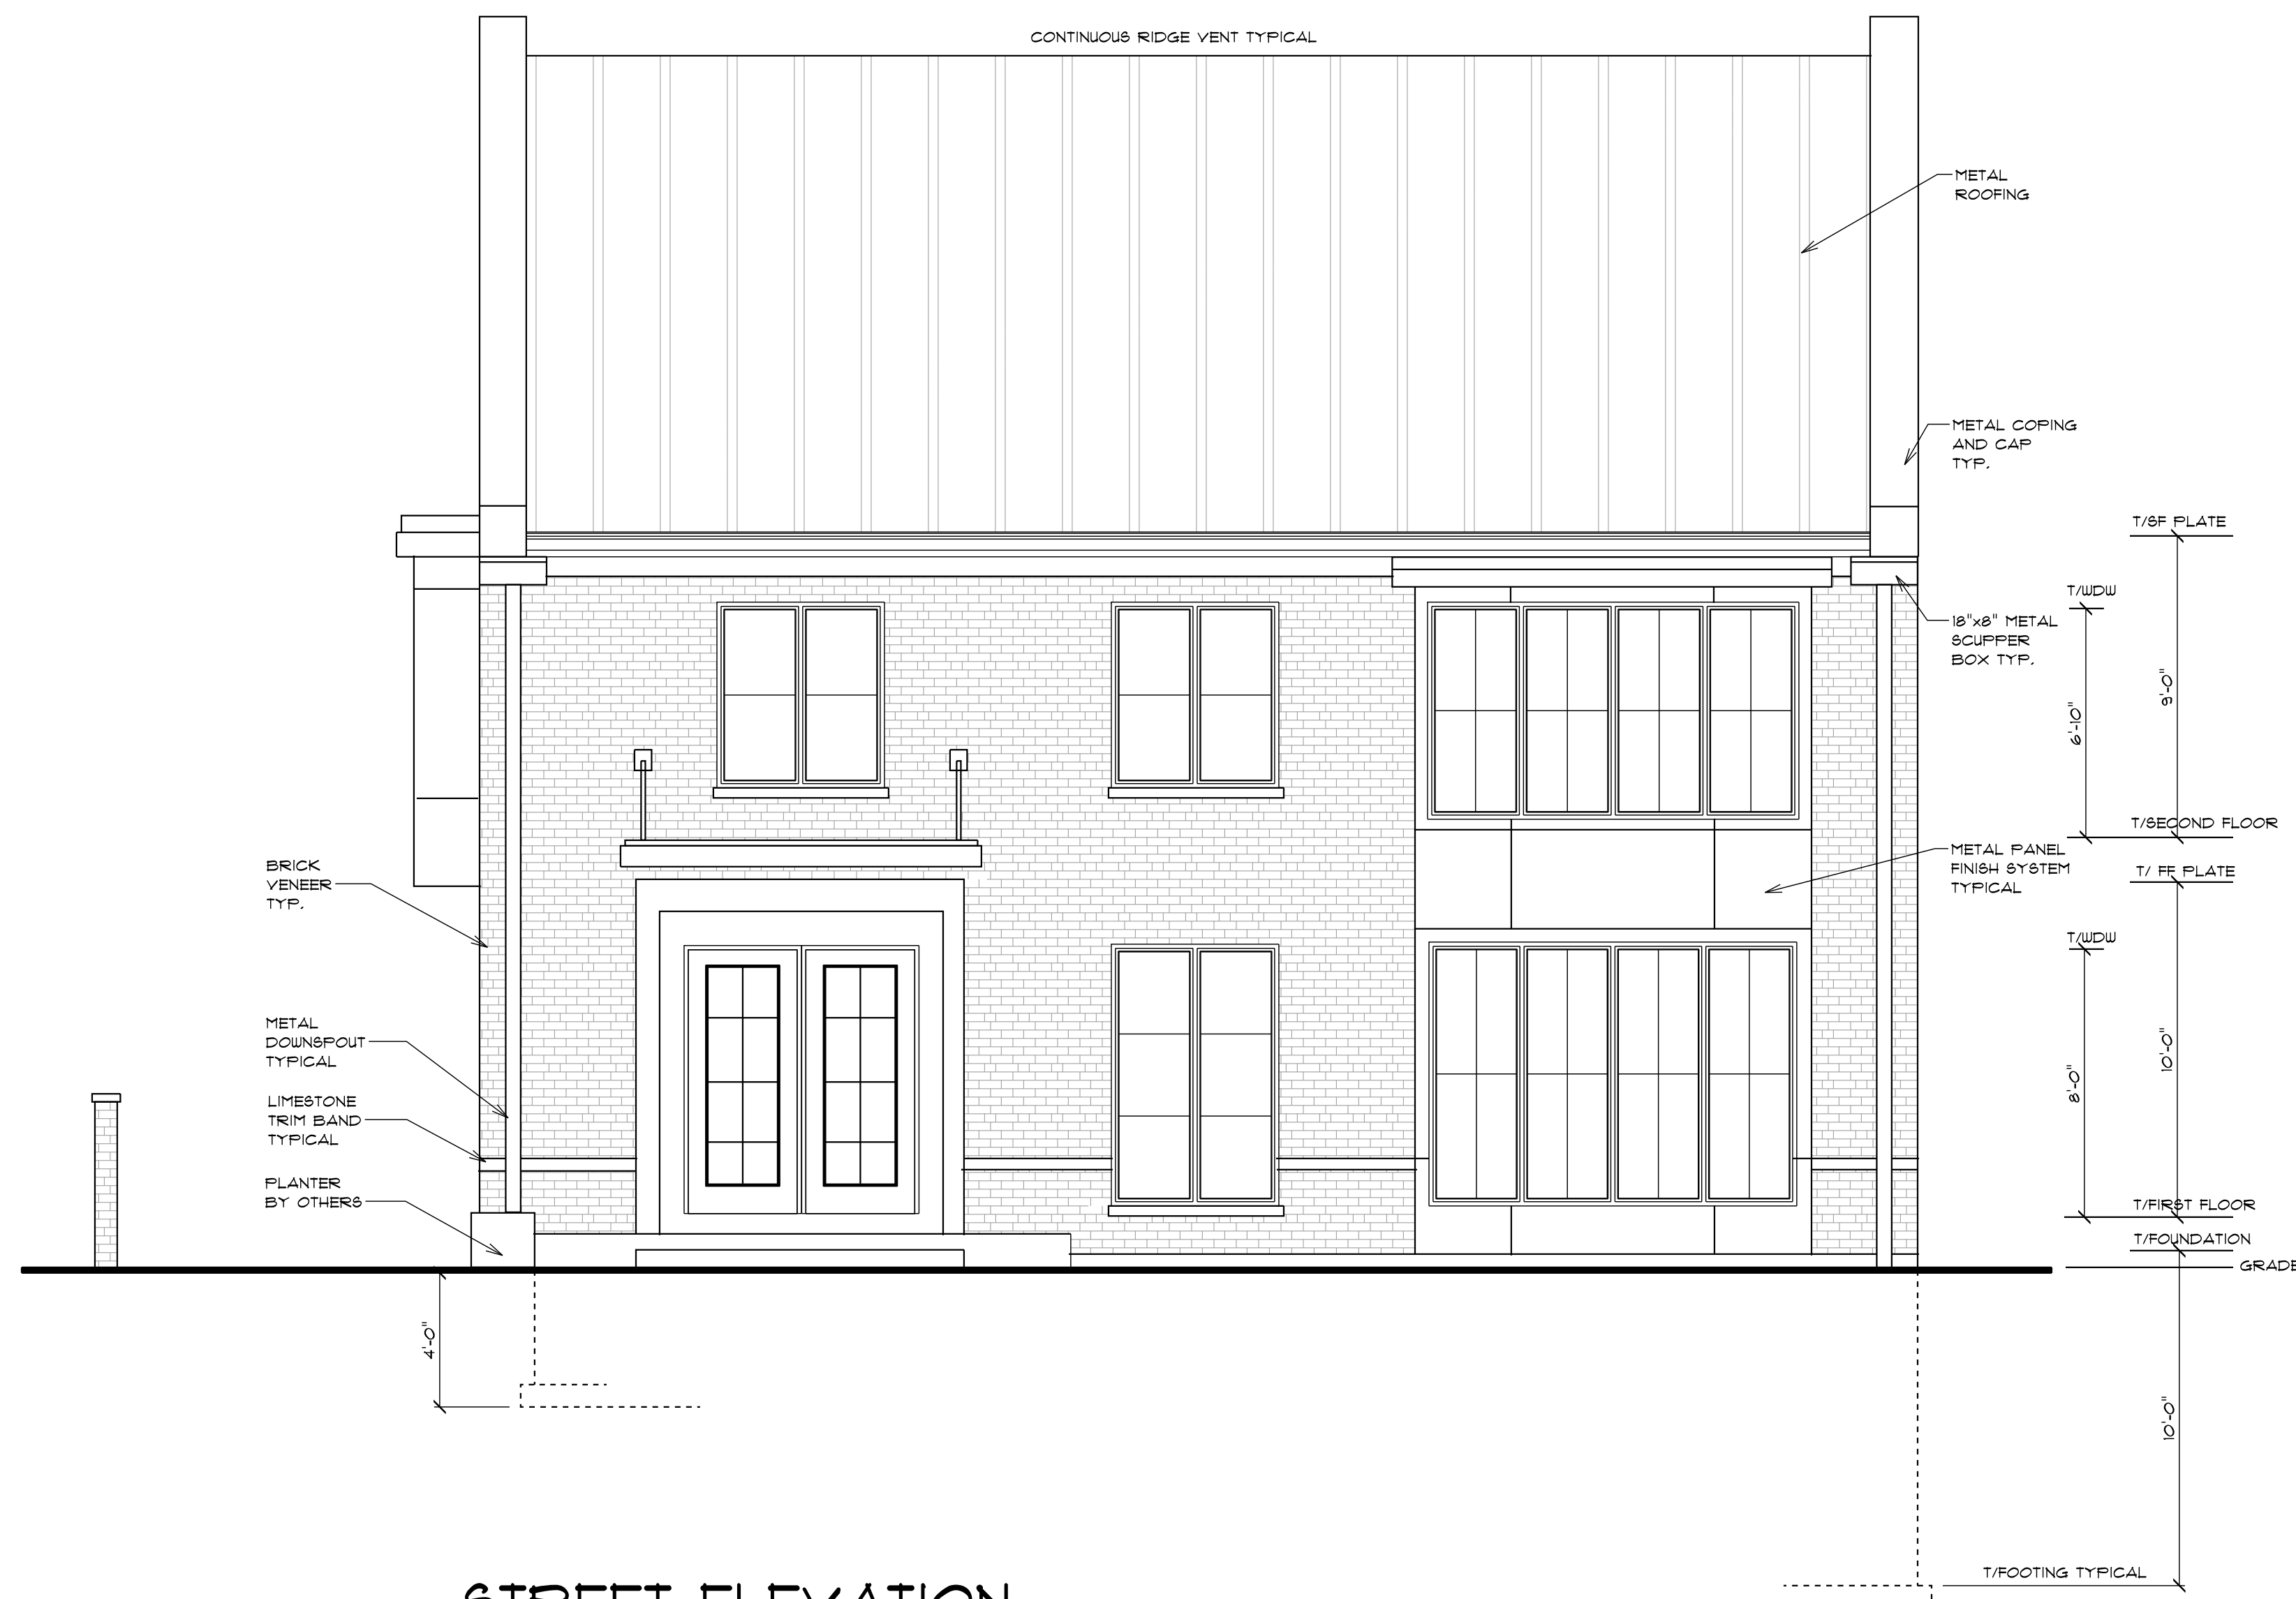 CONTINUOUS RIDGE VENT TYPICAL
METAL
ROOFING
METAL COPING
AND CAP
TYP.
T/SF PLATE
T/WDW
18"x8" METAL
SCUPPER
BOX TYP.
9'-0"
6'-10"
T/SECOND FLOOR
METAL PANEL
FINISH SYSTEM
TYPICAL
T/ FF PLATE
BRICK
VENEER
TYP.
T/WDW
METAL
DOWNSPOUT
TYPICAL
10'-0"
8'-0"
LIMESTONE
TRIM BAND
TYPICAL
PLANTER
BY OTHERS
T/FIRST FLOOR
T/FOUNDATION
GRADE
4'-0"
10'-0"
T/FOOTING TYPICAL
STREET ELEVATION